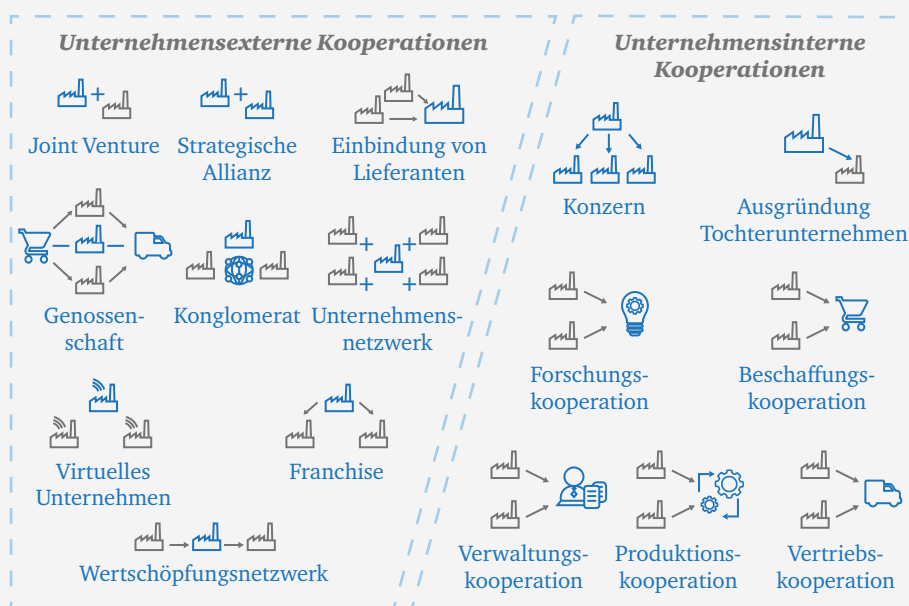 Unternehmensexterne Kooperationen
Joint Venture
Strategische
Allianz
Einbindung von
Lieferanten
Genossen-
schaft
Konglomerat
Unternehmens-
netzwerk
Virtuelles
Unternehmen
Franchise
Wertschöpfungsnetzwerk
Unternehmensinterne
Kooperationen
Konzern
Ausgründung
Tochterunternehmen
Forschungs-
kooperation
Beschaffungs-
kooperation
Verwaltungs-
kooperation
Produktions-
kooperation
Vertriebs-
kooperation